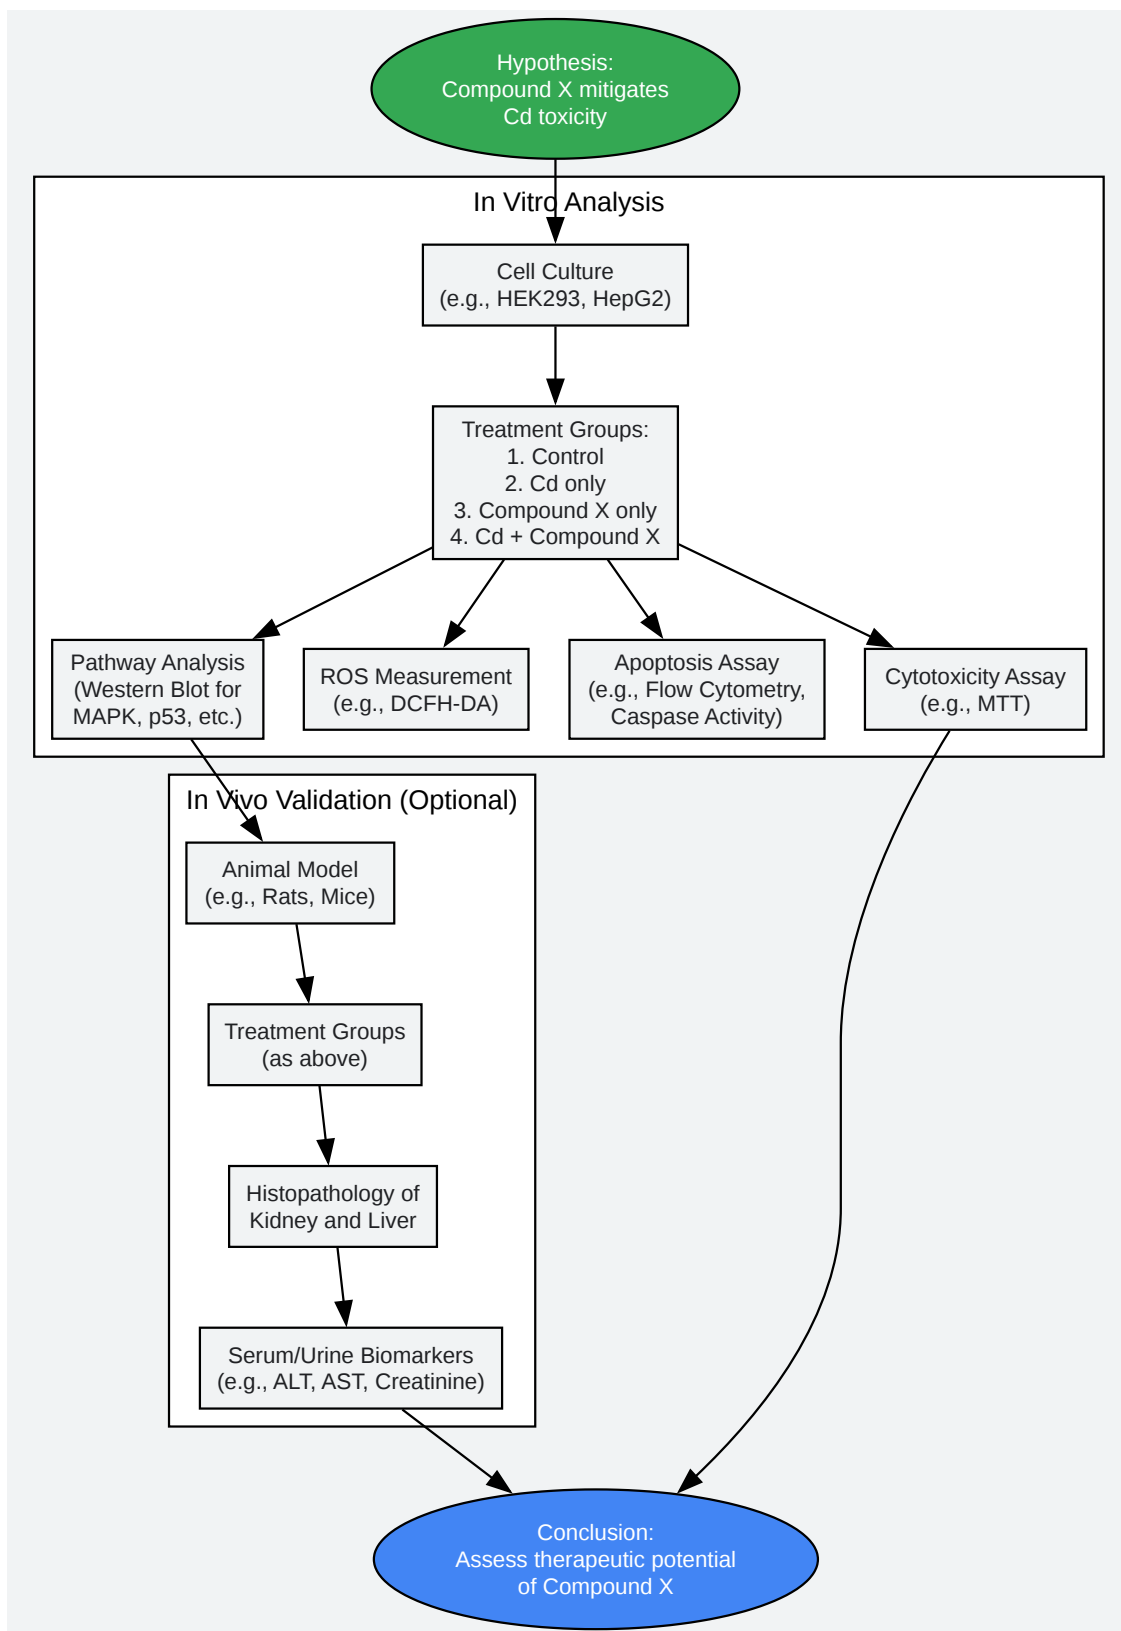 Hypothesis:
Compound X mitigates
Cd toxicity
In Vitro Analysis
Cell Culture
(e.g., HEK293, HepG2)
Treatment Groups:
1. Control
2. Cd only
3. Compound X only
4. Cd + Compound X
Pathway Analysis
(Western Blot for
MAPK, p53, etc.)
ROS Measurement
(e.g., DCFH-DA)
Apoptosis Assay
(e.g., Flow Cytometry,
Caspase Activity)
Cytotoxicity Assay
(e.g., MTT)
In Vivo Validation (Optional)
Animal Model
(e.g., Rats, Mice)
Treatment Groups
(as above)
Histopathology of
Kidney and Liver
Serum/Urine Biomarkers
(e.g., ALT, AST, Creatinine)
Conclusion:
Assess therapeutic potential
of Compound X